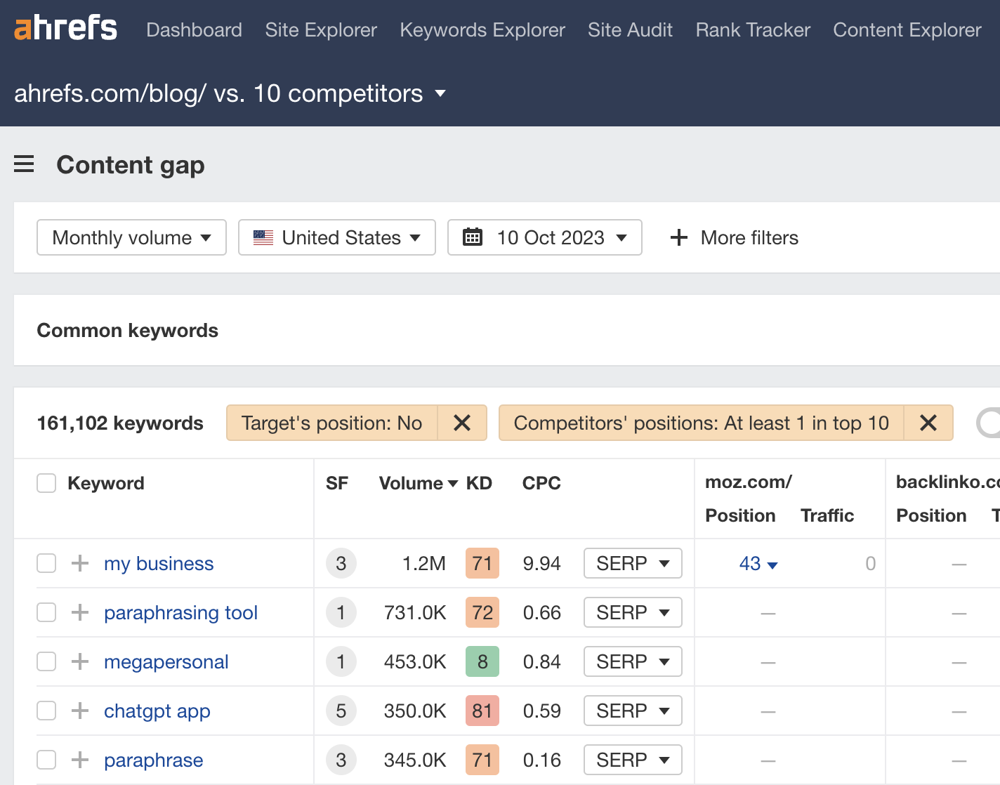 ahrefs Dashboard Site Explorer Keywords Explorer Site Audit Rank Tracker Content Explorer
ahrefs.com/blog/ vs. 10 competitors
Content gap
Monthly volume United States 10 Oct 2023 + More filters
Common keywords
161,102 keywords Target's position: No Competitors' positions: At least 1 in top 10
Keyword SF Volume KD CPC moz.com/ backlinko.co
Position Traffic Position T
my business 3 1.2M 71 9.94 SERP 43 0 —
paraphrasing tool 1 731.0K 72 0.66 SERP — —
megapersonal 1 453.0K 8 0.84 SERP — —
chatgpt app 5 350.0K 81 0.59 SERP — —
paraphrase 3 345.0K 71 0.16 SERP — —